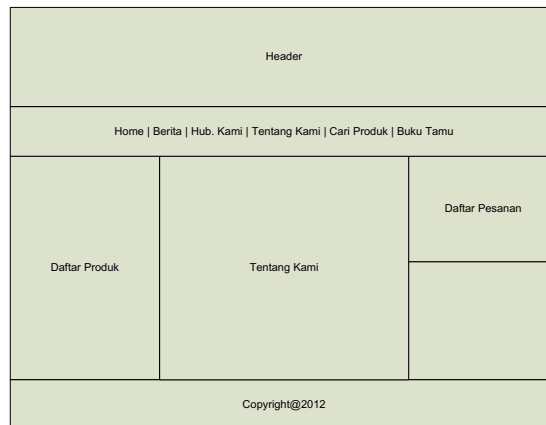 Header
Home | Berita | Hub. Kami | Tentang Kami | Cari Produk | Buku Tamu
Daftar Produk
Tentang Kami
Daftar Pesanan
Copyright@2012